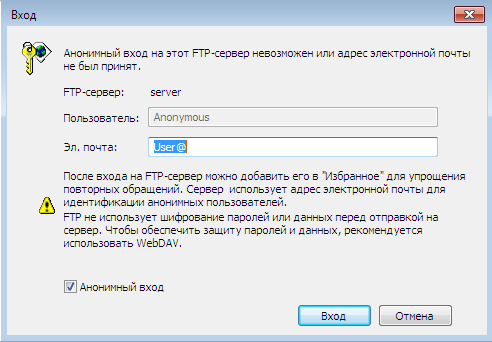 Вход
Анонимный вход на этот FTP-сервер невозможен или адрес электронной почты
не был принят.
FTP-сервер: server
Пользователь: Anonymous
Эл. почта: User@
После входа на FTP-сервер можно добавить его в "Избранное" для упрощения
повторных обращений. Сервер использует адрес электронной почты для
идентификации анонимных пользователей.
FTP не использует шифрование паролей или данных перед отправкой на
сервер. Чтобы обеспечить защиту паролей и данных, рекомендуется
использовать WebDAV.
Анонимный вход
Вход Отмена